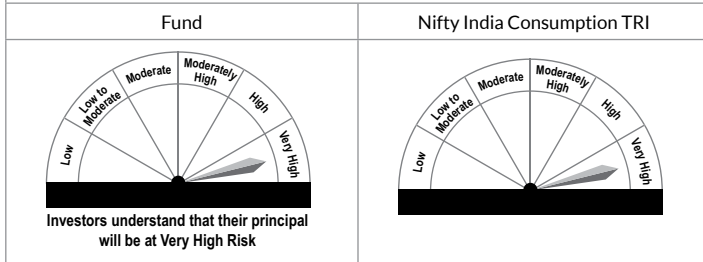 Fund
Nifty India Consumption TRI
Low
Low to
Moderate
Moderate
Moderately
High
High
Very High
Investors understand that their principal
will be at Very High Risk
Low
Low to
Moderate
Moderate
Moderately
High
High
Very High